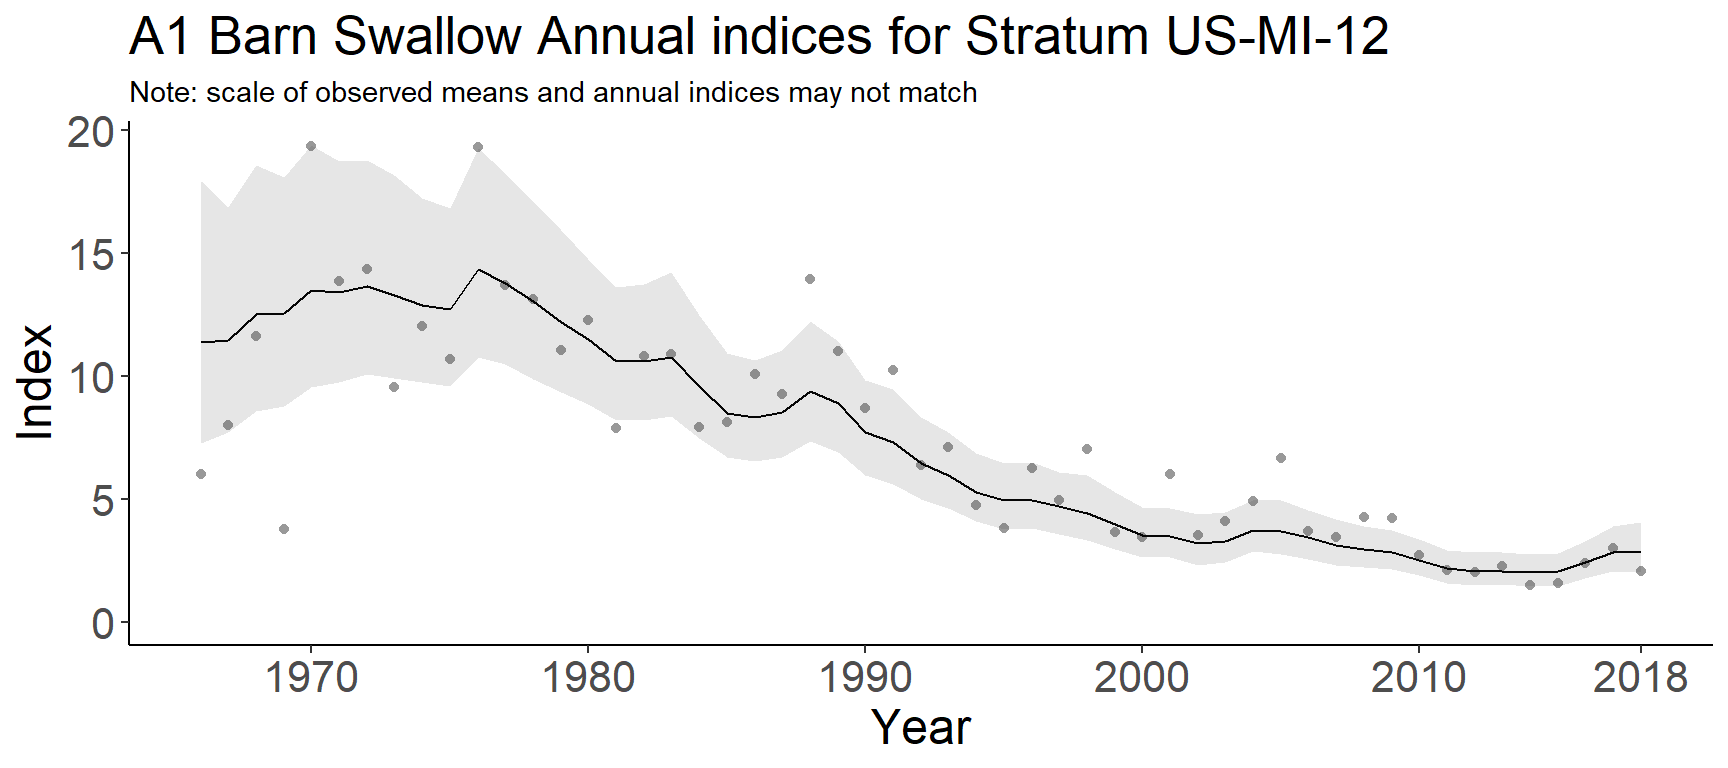 A1 Barn Swallow Annual indices for Stratum US-MI-12
Note: scale of observed means and annual indices may not match
20
15
10
5
0
Index
1970 1980 1990 2000 2010 2018
Year